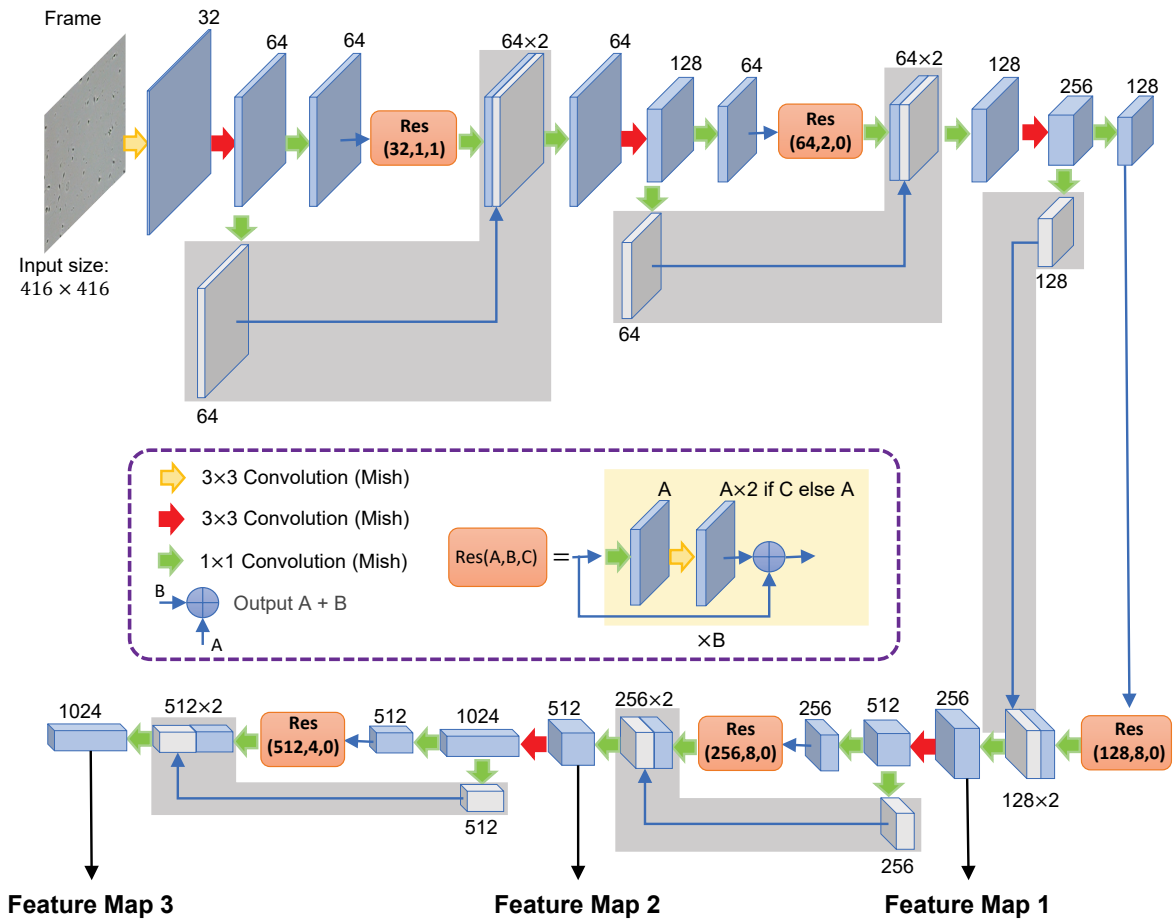 Frame
32
64
64
64×2
64
128
64
64×2
128
256
128
Res
(32,1,1)
Res
(64,2,0)
Input size:
416 × 416
64
64
128
3×3 Convolution (Mish)
3×3 Convolution (Mish)
1×1 Convolution (Mish)
B
A
Output A + B
Res(A,B,C)
=
A
A×2 if C else A
×B
1024
512×2
Res
(512,4,0)
512
1024
512
256×2
Res
(256,8,0)
256
512
256
128×2
Res
(128,8,0)
512
256
Feature Map 3
Feature Map 2
Feature Map 1